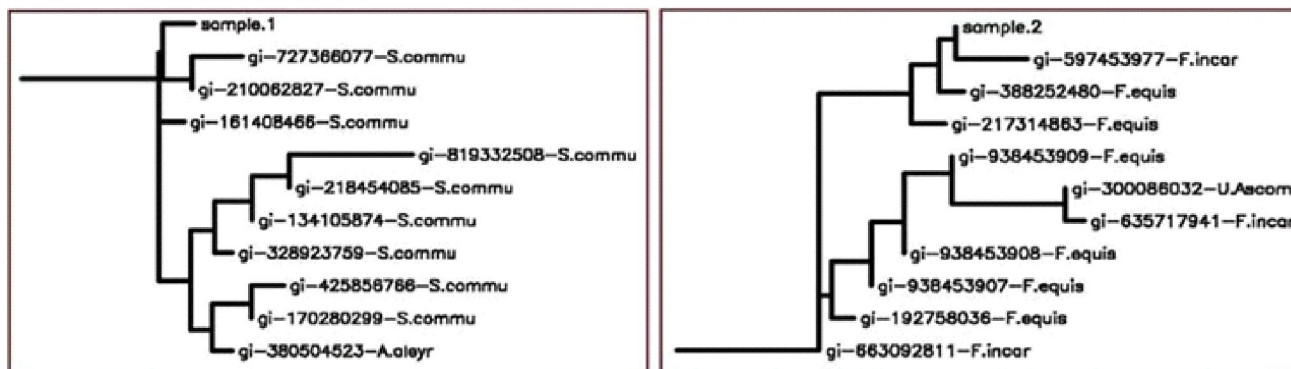 sample.1
gi-727366077-S.commu
gi-210062827-S.commu
gi-161408466-S.commu
gi-819332508-S.commu
gi-218454085-S.commu
gi-134105874-S.commu
gi-328923759-S.commu
gi-425856766-S.commu
gi-170280299-S.commu
gi-380504523-A.aleyr
sample.2
gi-597453977-F.incar
gi-388252480-F.equis
gi-217314863-F.equis
gi-938453909-F.equis
gi-300086032-U.Ascom
gi-635717941-F.incar
gi-938453908-F.equis
gi-938453907-F.equis
gi-192758036-F.equis
gi-663092811-F.incar